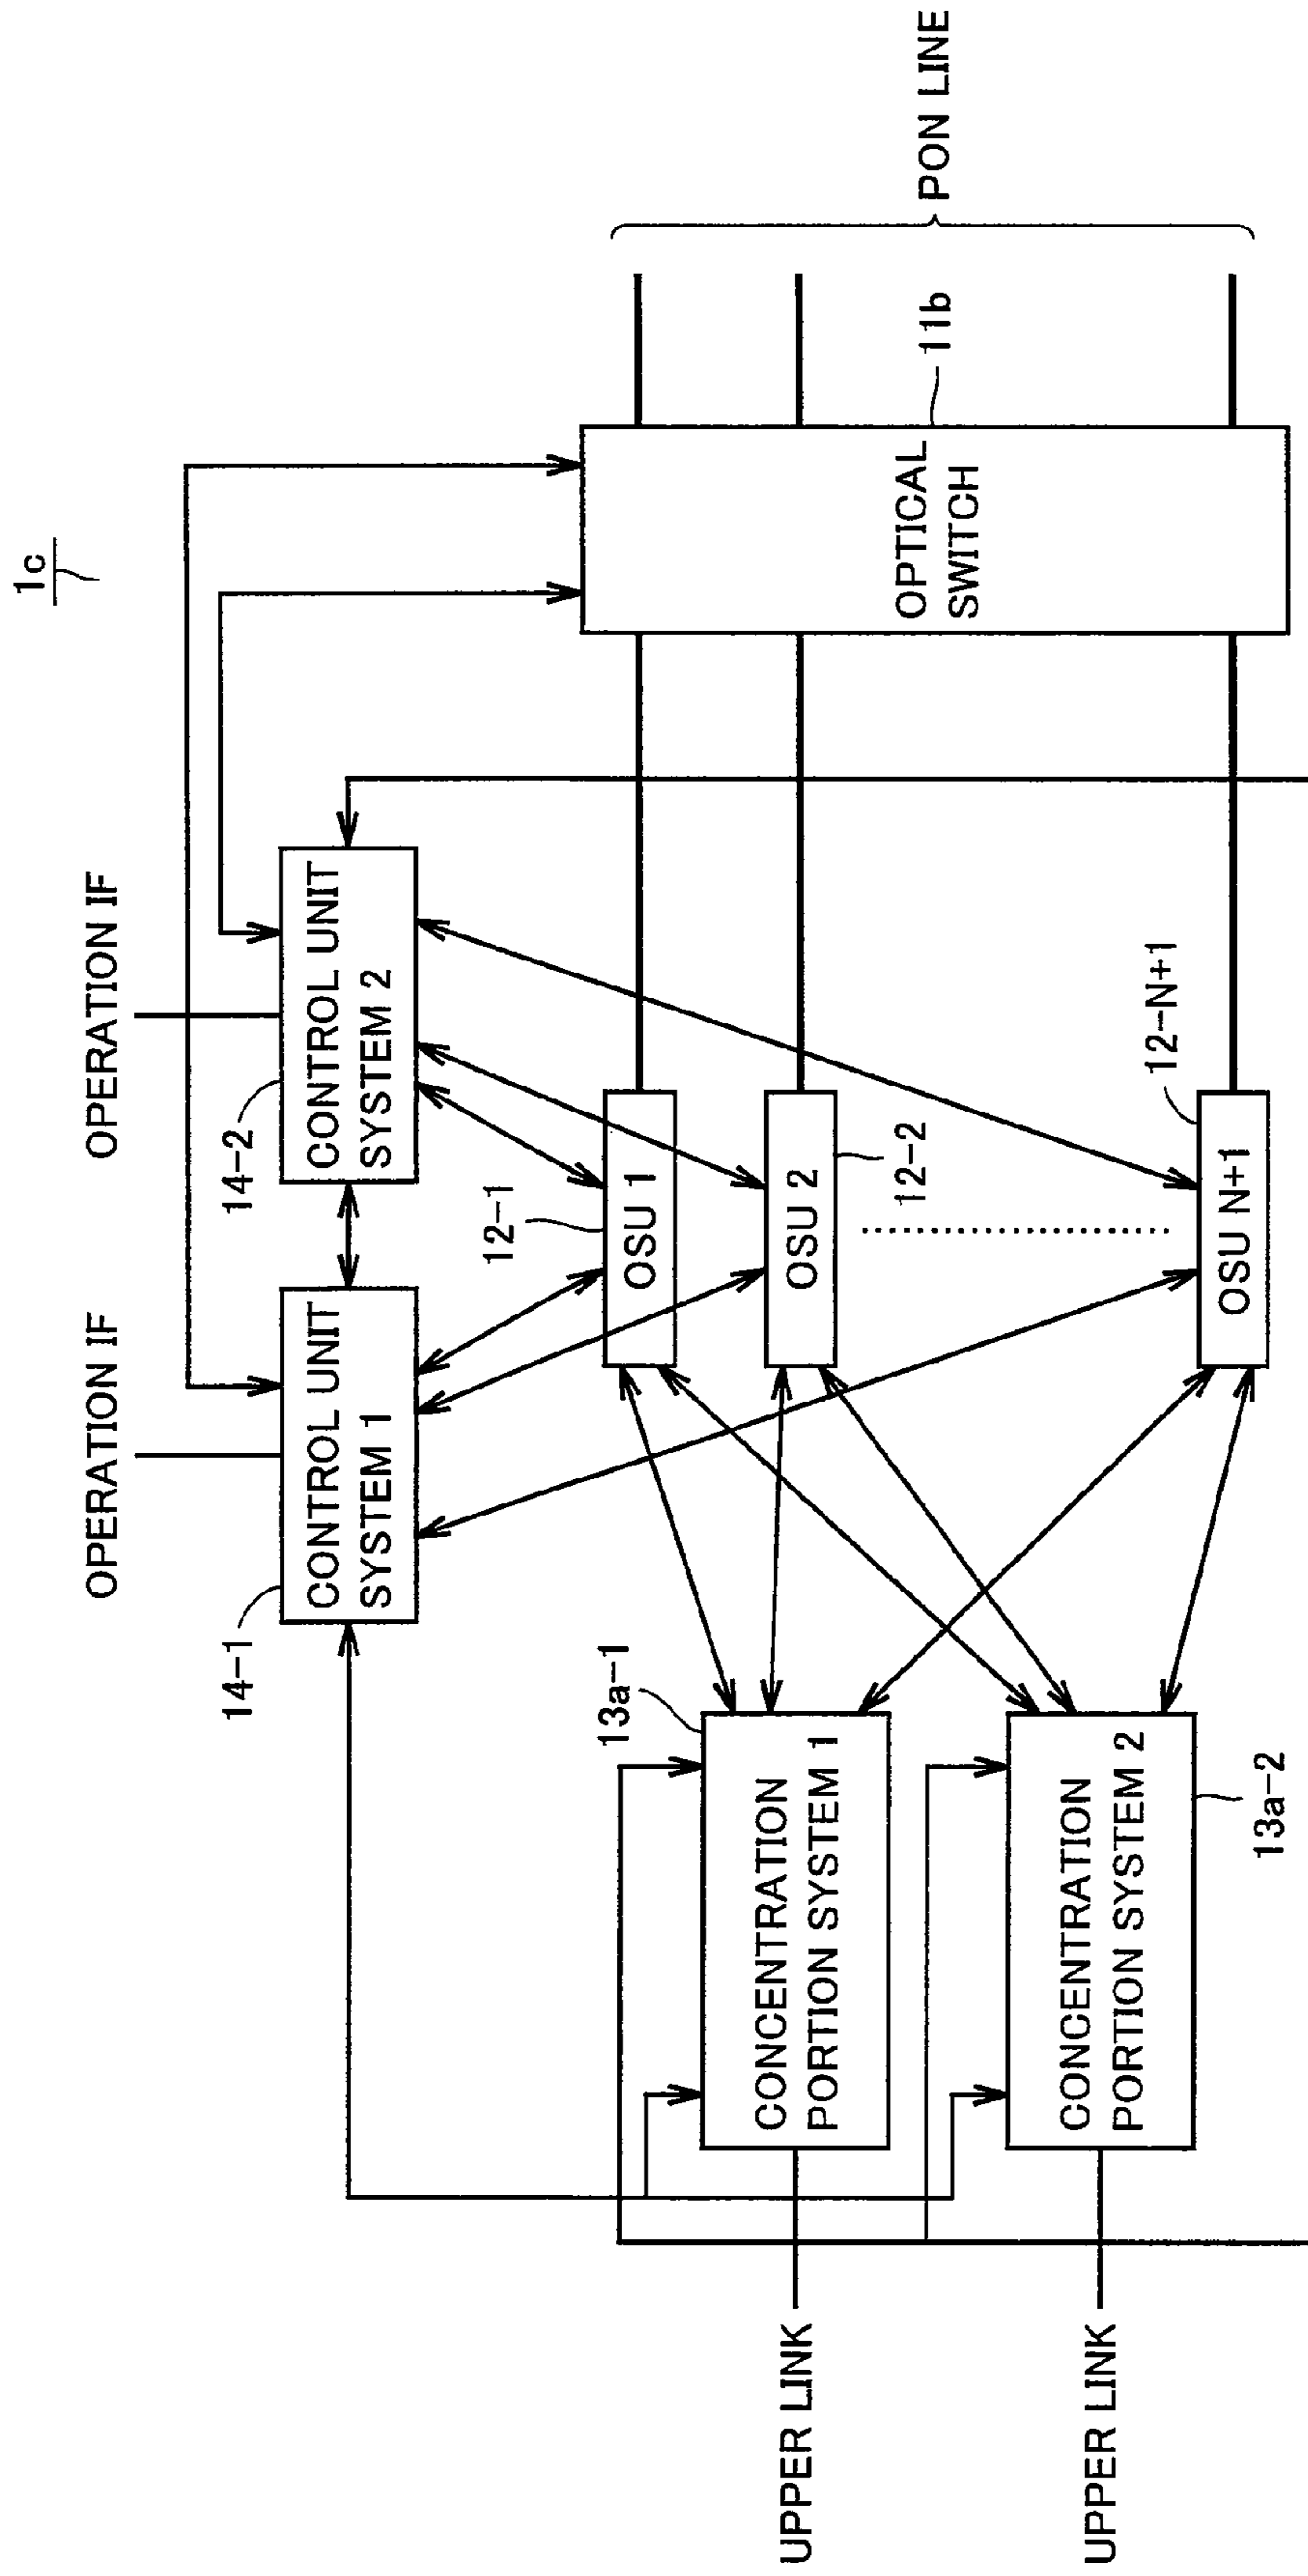 1c
OPERATION IF
OPERATION IF
14-1
CONTROL UNIT
SYSTEM 1
14-2
CONTROL UNIT
SYSTEM 2
12-1
OSU 1
OSU 2
12-2
OSU N+1
12-N+1
13a-1
CONCENTRATION
PORTION SYSTEM 1
CONCENTRATION
PORTION SYSTEM 2
13a-2
UPPER LINK
UPPER LINK
OPTICAL
SWITCH
11b
PON LINE